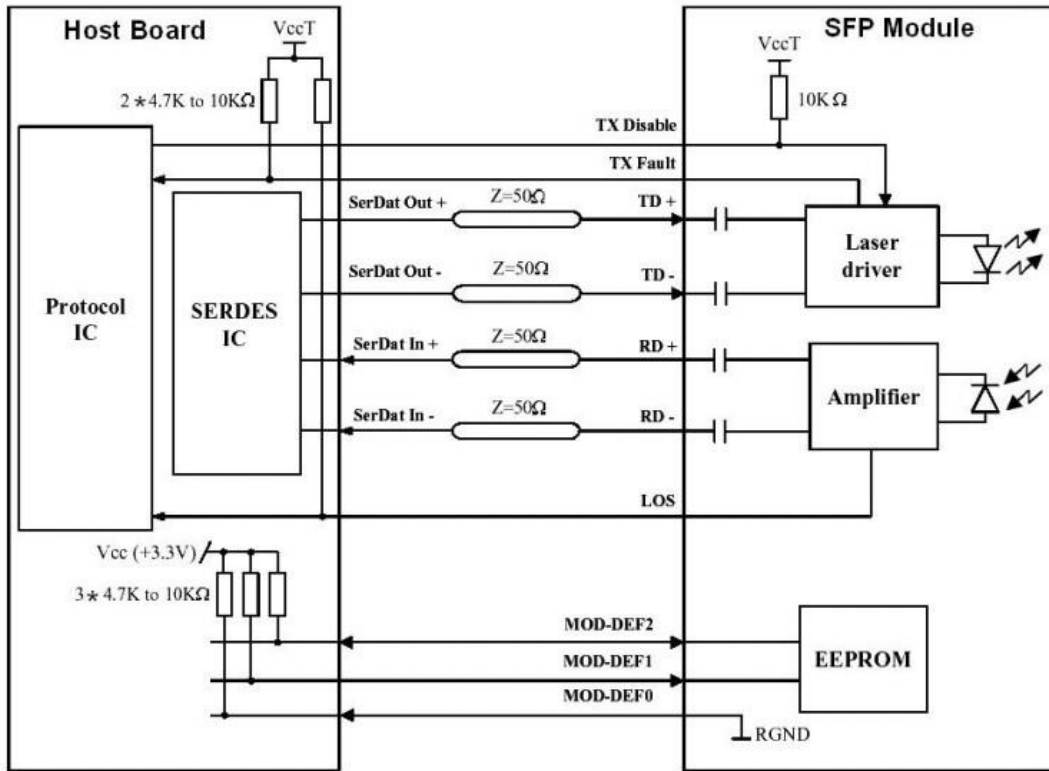 Host Board
SFP Module
VccT
VccT
2*4.7K to 10KΩ
10KΩ
TX Disable
TX Fault
SerDat Out +
Z=50Ω
TD +
Laser
driver
SerDat Out -
Z=50Ω
TD -
Protocol
IC
SERDES
IC
SerDat In +
Z=50Ω
RD +
Amplifier
SerDat In -
Z=50Ω
RD -
LOS
Vcc (+3.3V)
3*4.7K to 10KΩ
MOD-DEF2
MOD-DEF1
MOD-DEF0
EEPROM
RGND